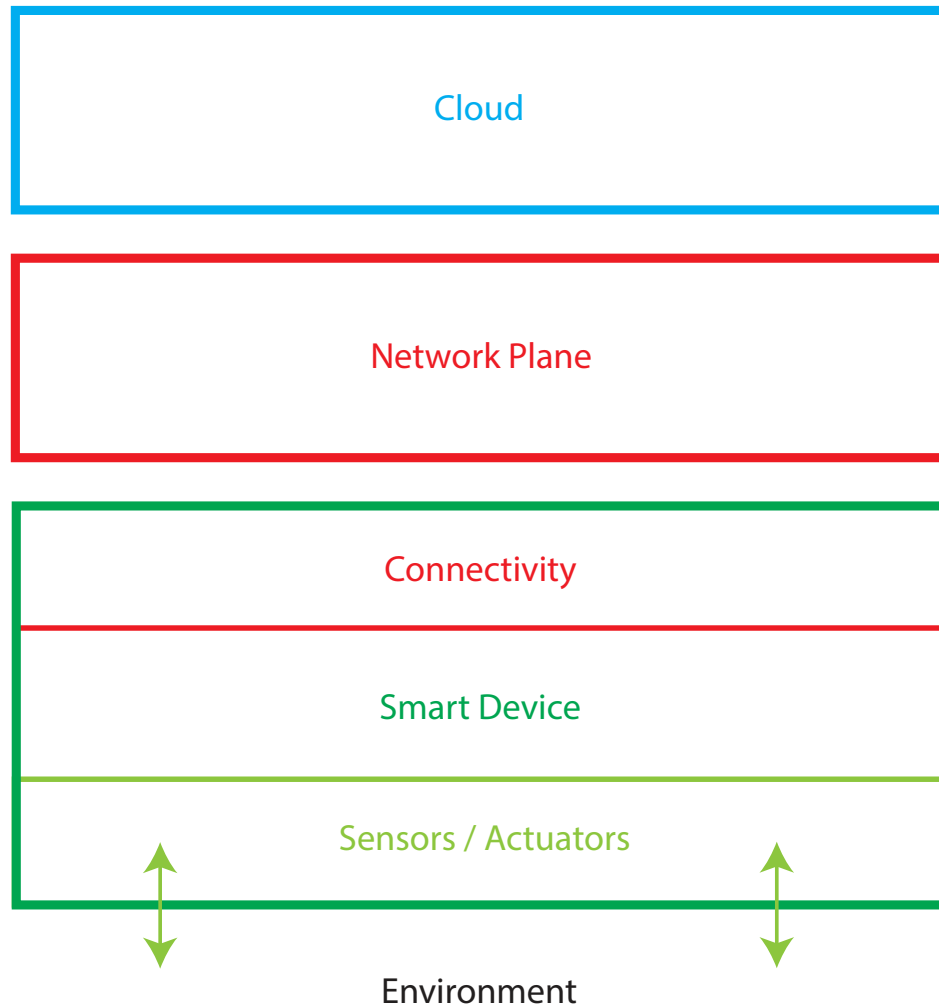 Cloud
Network Plane
Connectivity
Smart Device
Sensors / Actuators
Environment